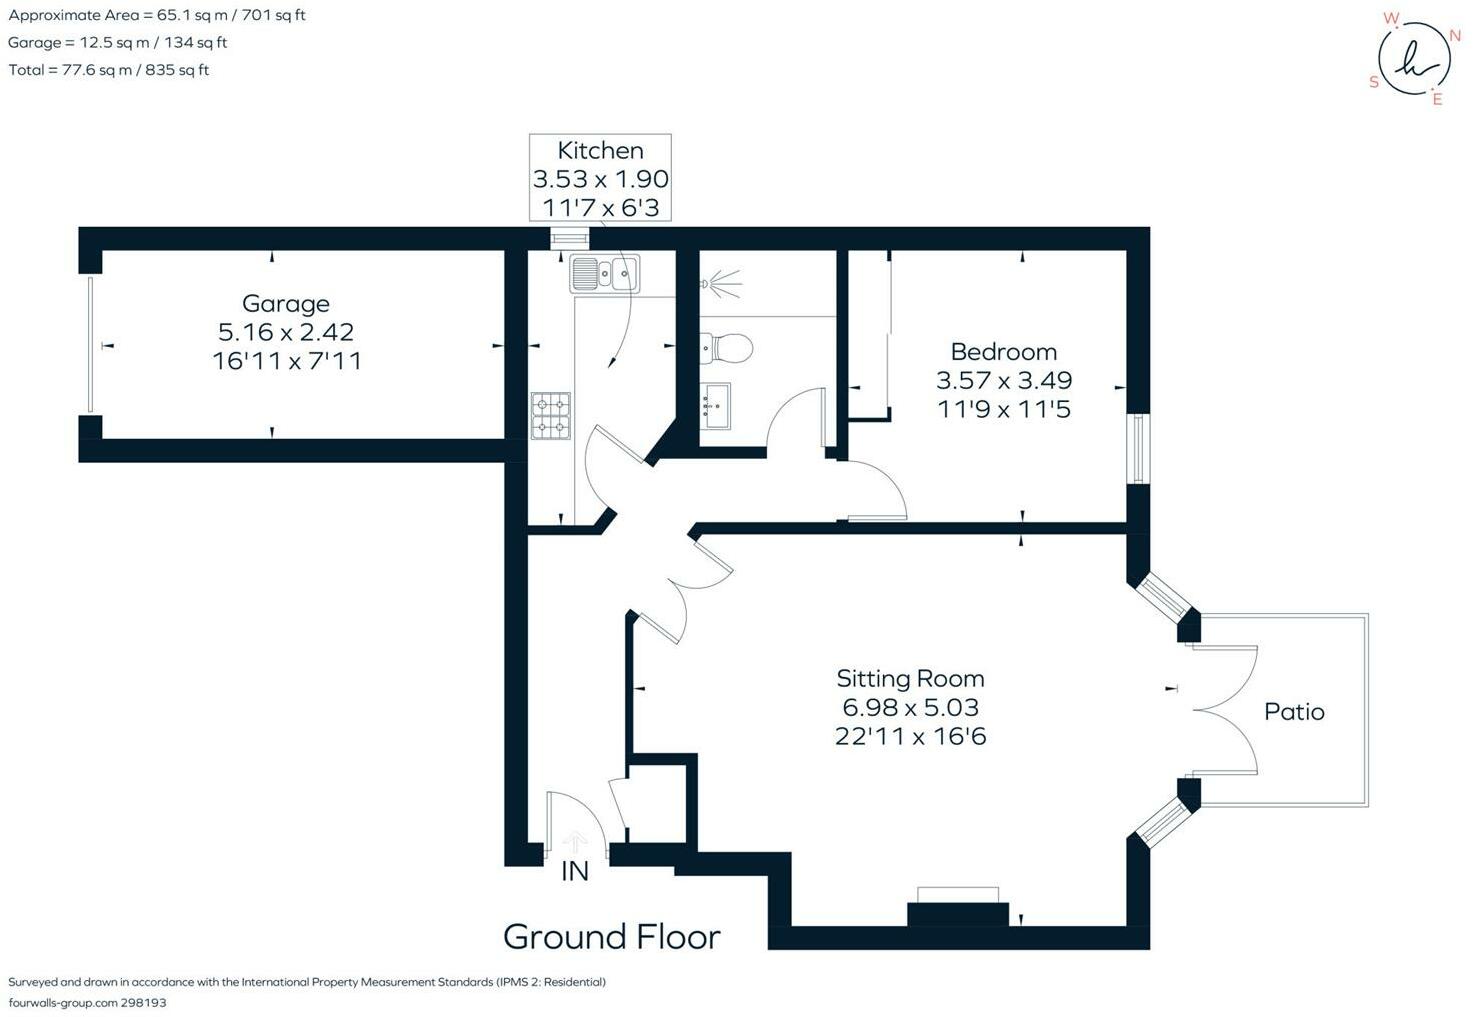 Approximate Area = 65.1 sq m / 701 sq ft
Garage = 12.5 sq m / 134 sq ft
Total = 77.6 sq m / 835 sq ft
W
N
S
E
Kitchen
3.53 x 1.90
11'7 x 6'3
Garage
5.16 x 2.42
16'11 x 7'11
Bedroom
3.57 x 3.49
11'9 x 11'5
Sitting Room
6.98 x 5.03
22'11 x 16'6
Patio
IN
Ground Floor
Surveyed and drawn in accordance with the International Property Measurement Standards (IPMS 2: Residential)
fourwalls-group.com 298193